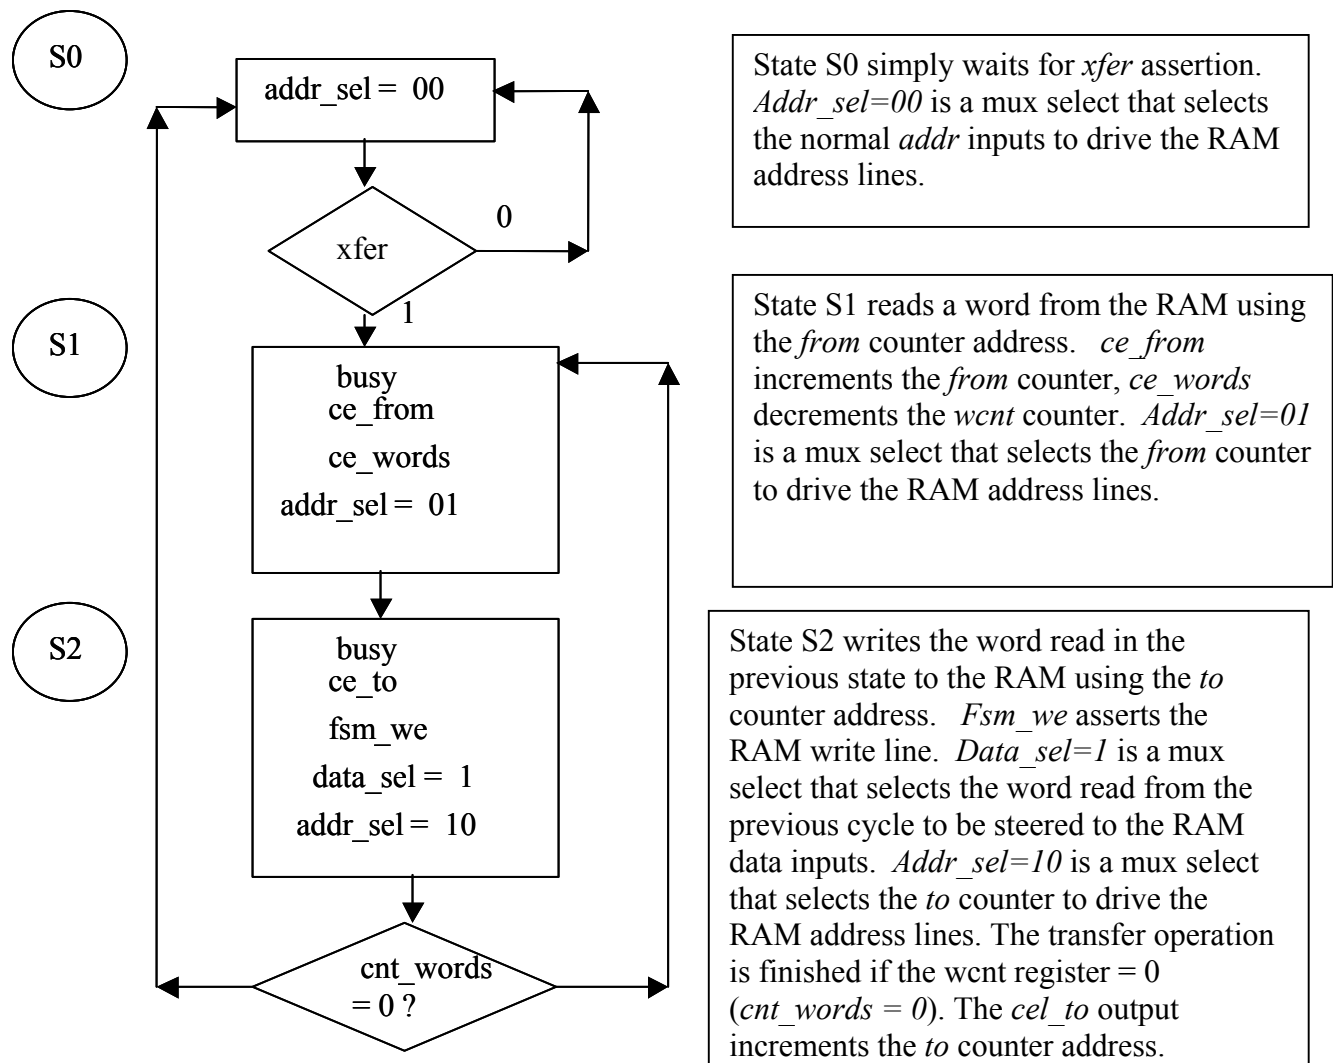 S0
addr_sel = 00
xfer
0
1
S1
busy
ce_from
ce_words
addr_sel = 01
S2
busy
ce_to
fsm_we
data_sel = 1
addr_sel = 10
cnt_words
= 0 ?
State S0 simply waits for xfer assertion.
Addr_sel=00 is a mux select that selects
the normal addr inputs to drive the RAM
address lines.
State S1 reads a word from the RAM using
the from counter address. ce_from
increments the from counter, ce_words
decrements the wcnt counter. Addr_sel=01
is a mux select that selects the from counter
to drive the RAM address lines.
State S2 writes the word read in the
previous state to the RAM using the to
counter address. Fsm_we asserts the
RAM write line. Data_sel=1 is a mux
select that selects the word read from the
previous cycle to be steered to the RAM
data inputs. Addr_sel=10 is a mux select
that selects the to counter to drive the
RAM address lines. The transfer operation
is finished if the wcnt register = 0
(cnt_words = 0). The cel_to output
increments the to counter address.